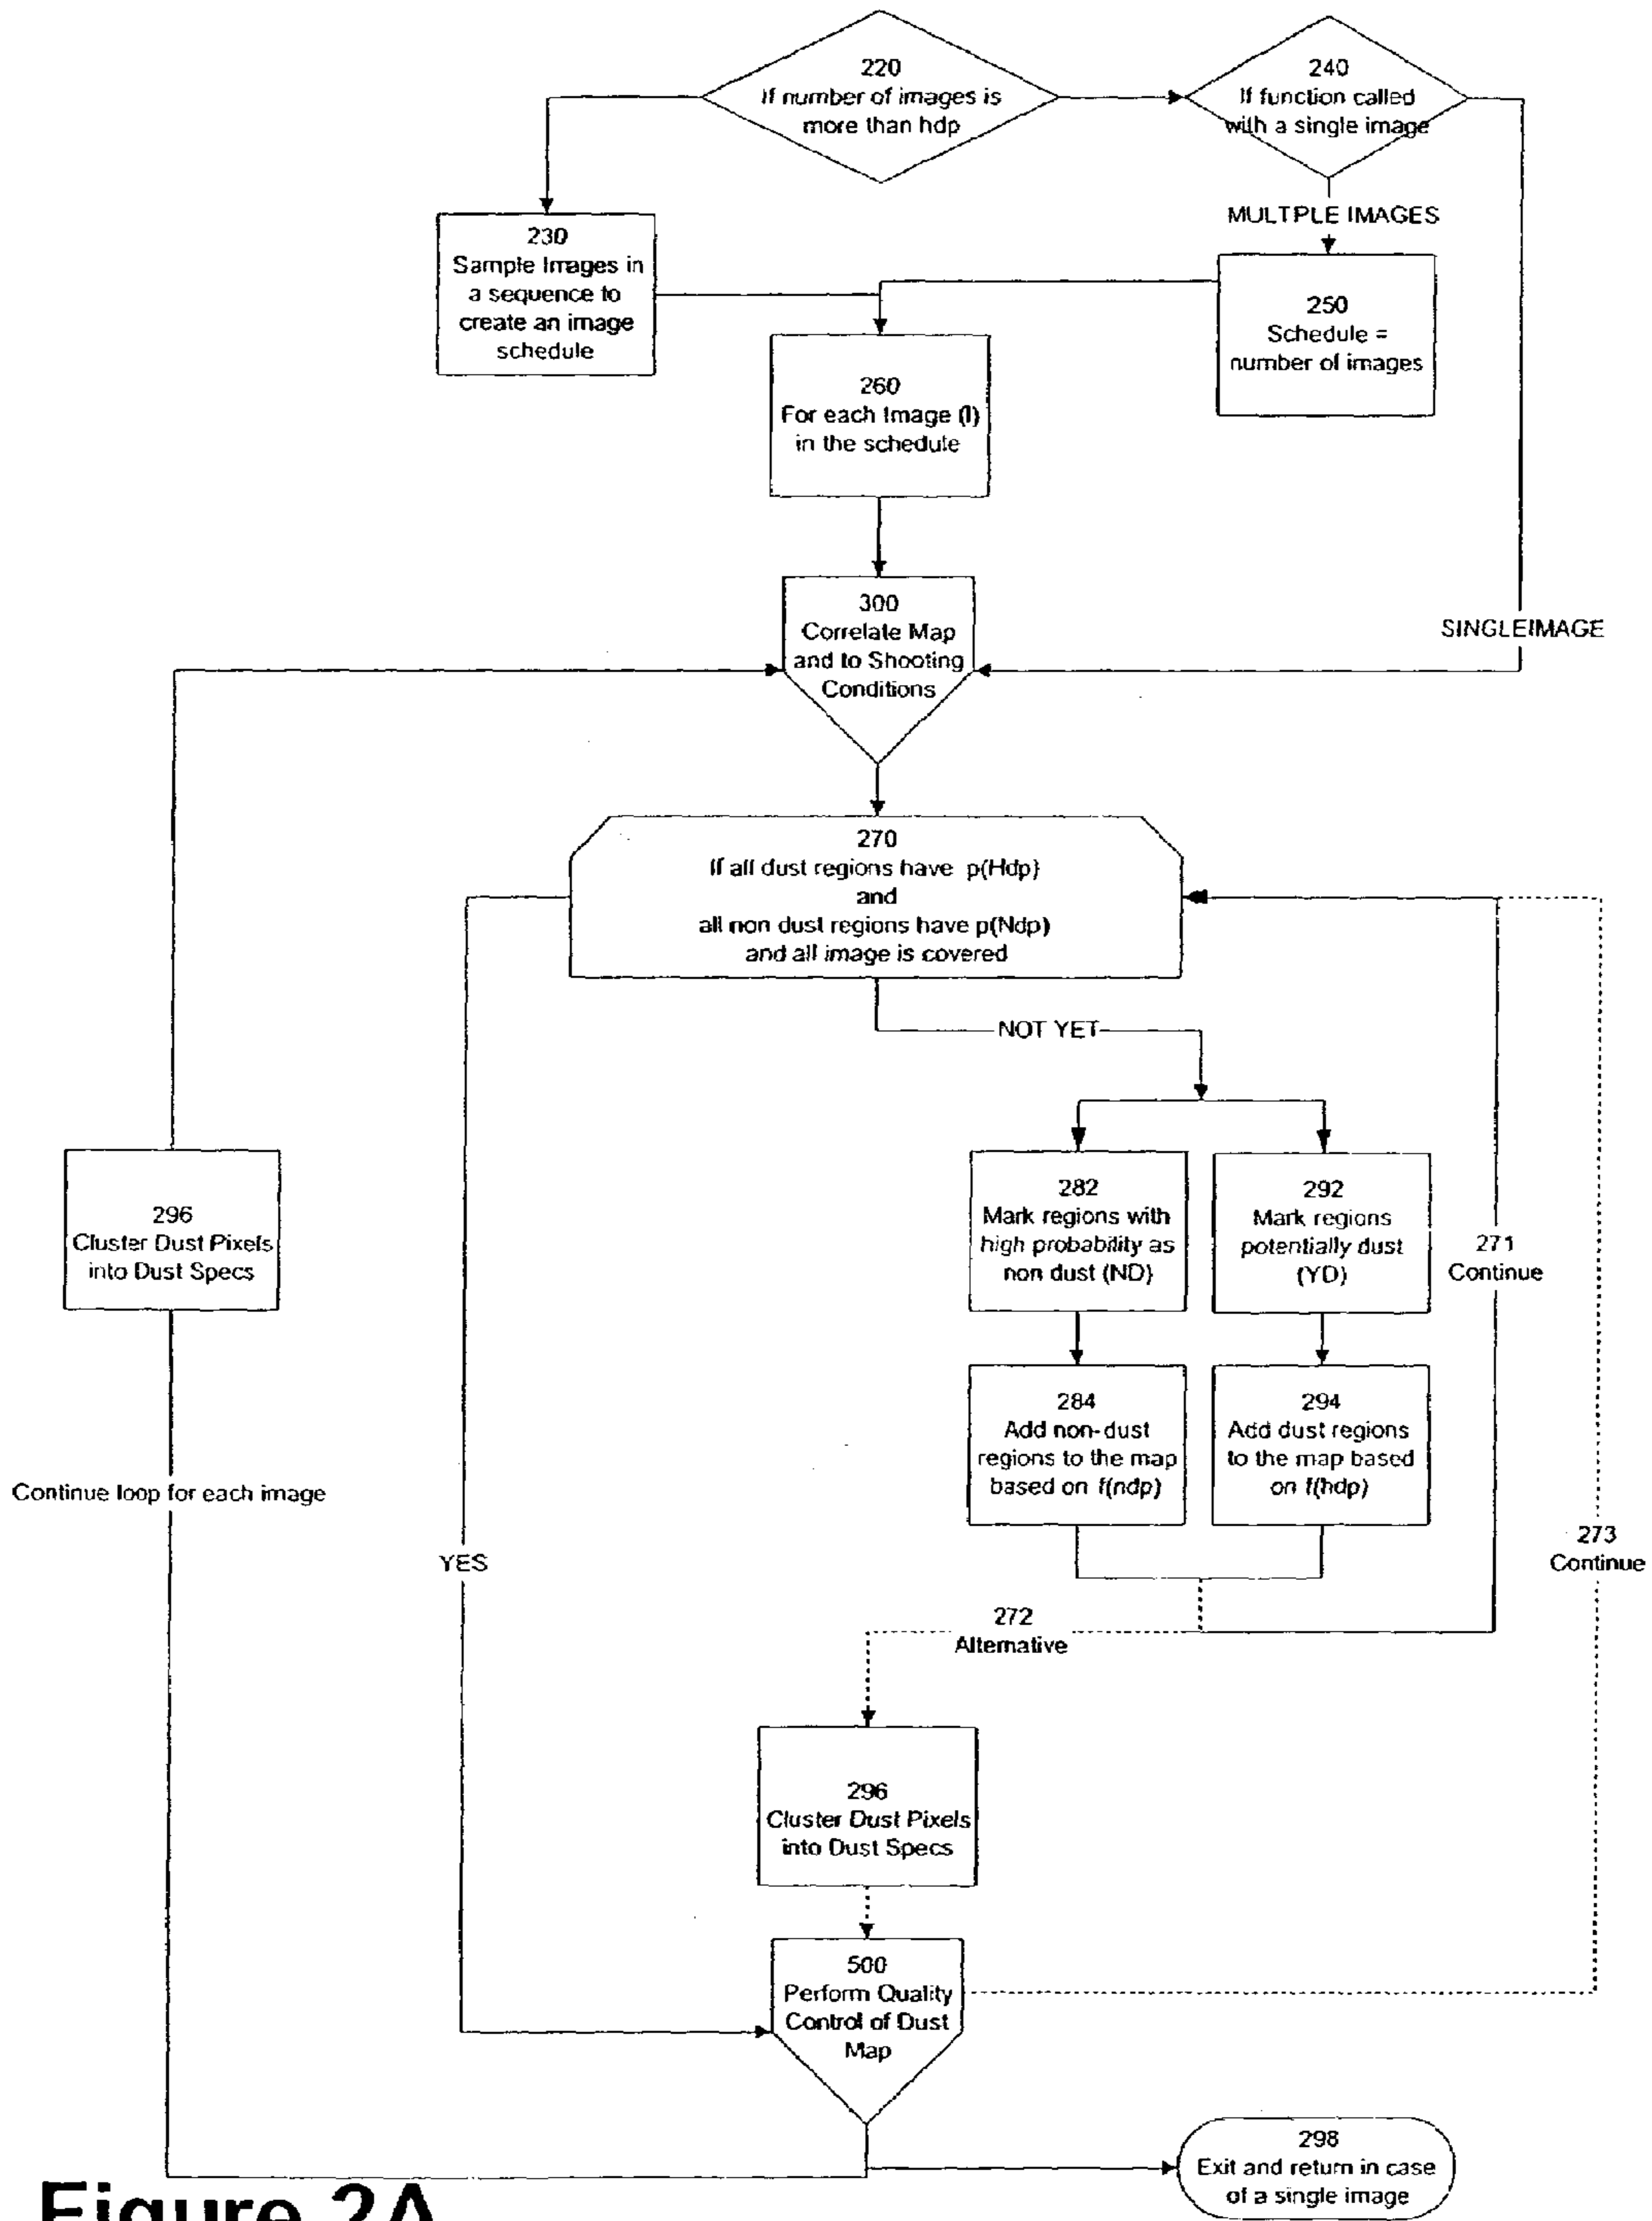 220
If number of images is
more than hdp
240
If function called
with a single image
MULTPLE IMAGES
230
Sample Images in
a sequence to
create an image
schedule
250
Schedule =
number of images
260
For each Image (I)
in the schedule
300
Correlate Map
and to Shooting
Conditions
SINGLEIMAGE
270
If all dust regions have p(Hdp)
and
all non dust regions have p(Ndp)
and all image is covered
NOT YET
296
Cluster Dust Pixels
into Dust Specs
282
Mark regions with
high probability as
non dust (ND)
292
Mark regions
potentially dust
(YD)
271
Continue
284
Add non-dust
regions to the map
based on f(ndp)
294
Add dust regions
to the map based
on f(hdp)
Continue loop for each image
YES
273
Continue
272
Alternative
296
Cluster Dust Pixels
into Dust Specs
500
Perform Quality
Control of Dust
Map
298
Exit and return in case
of a single image
Figure 2A